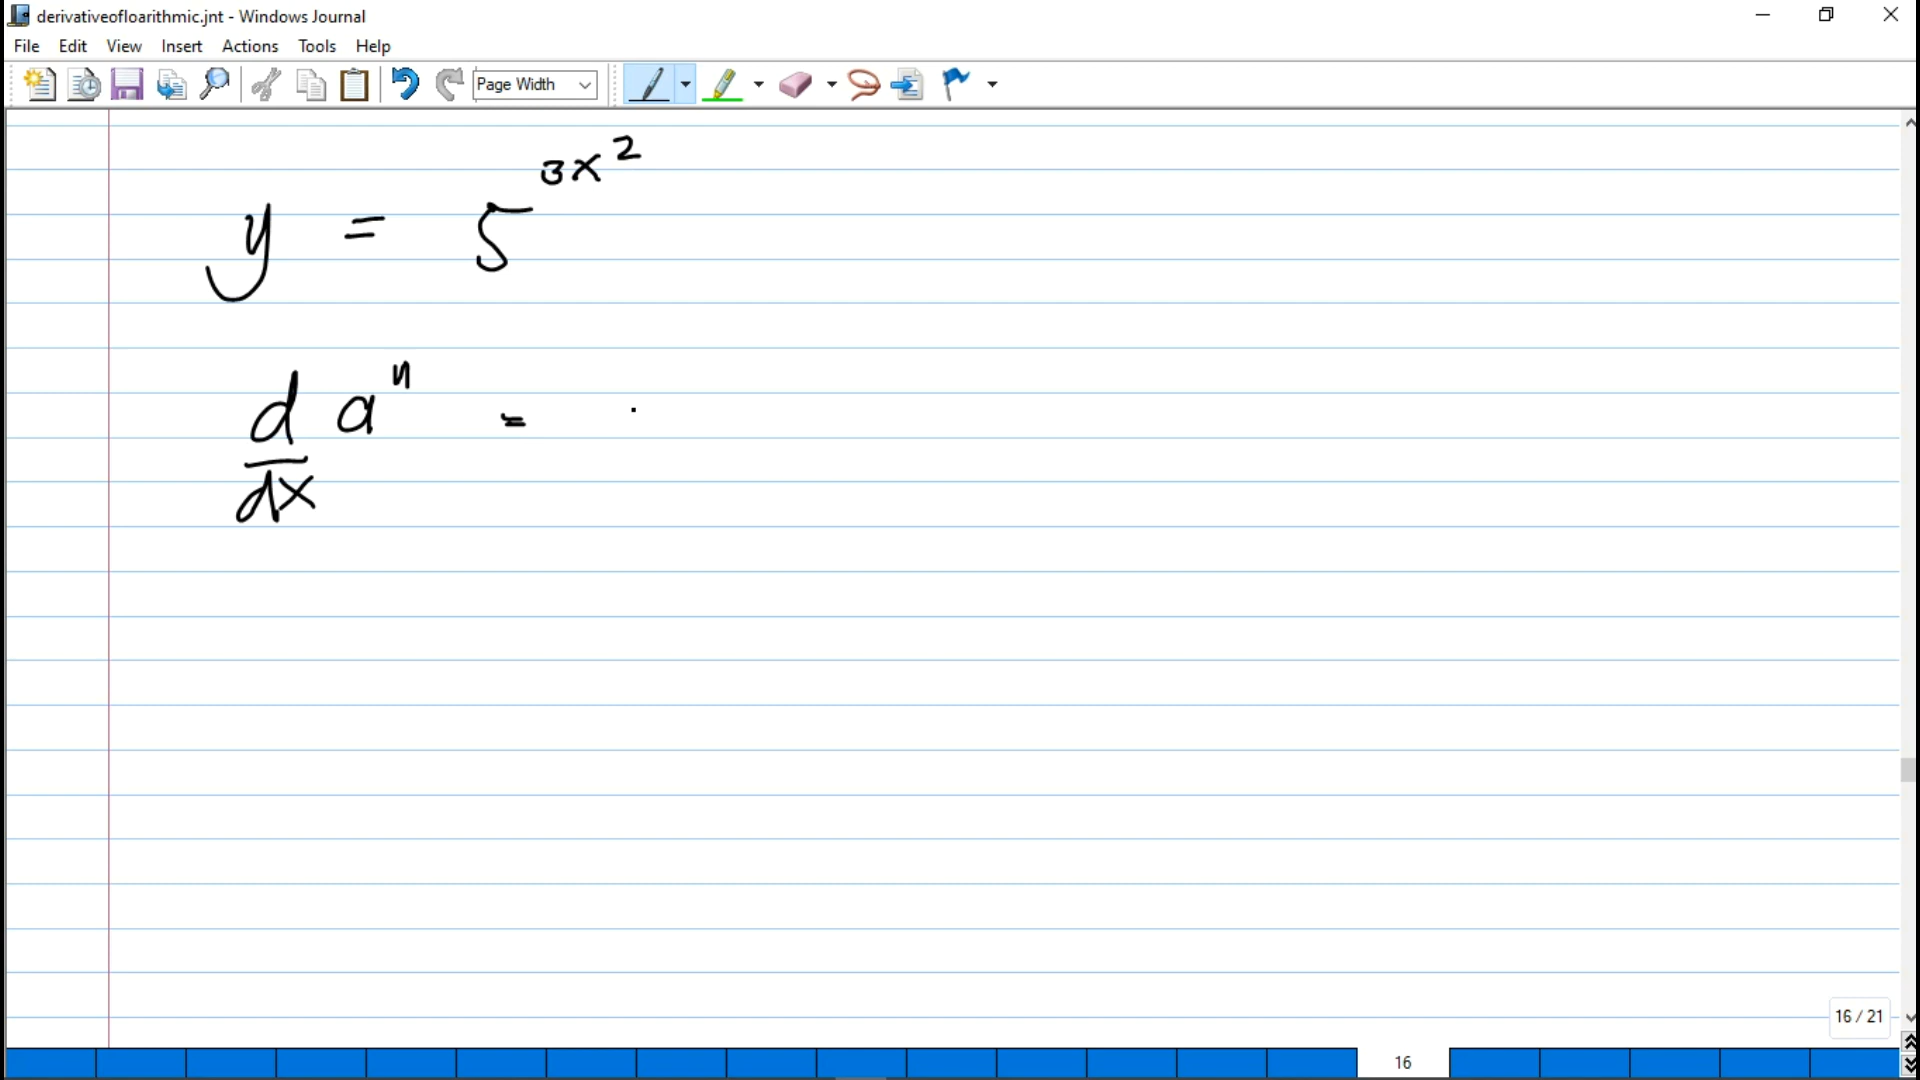 derivativeofloarithmic.jnt - Windows Journal
File Edit View Insert Actions Tools Help
Page Width
y = 5^{3x^2}
\frac{d}{dx} a^n =
16 / 21
16